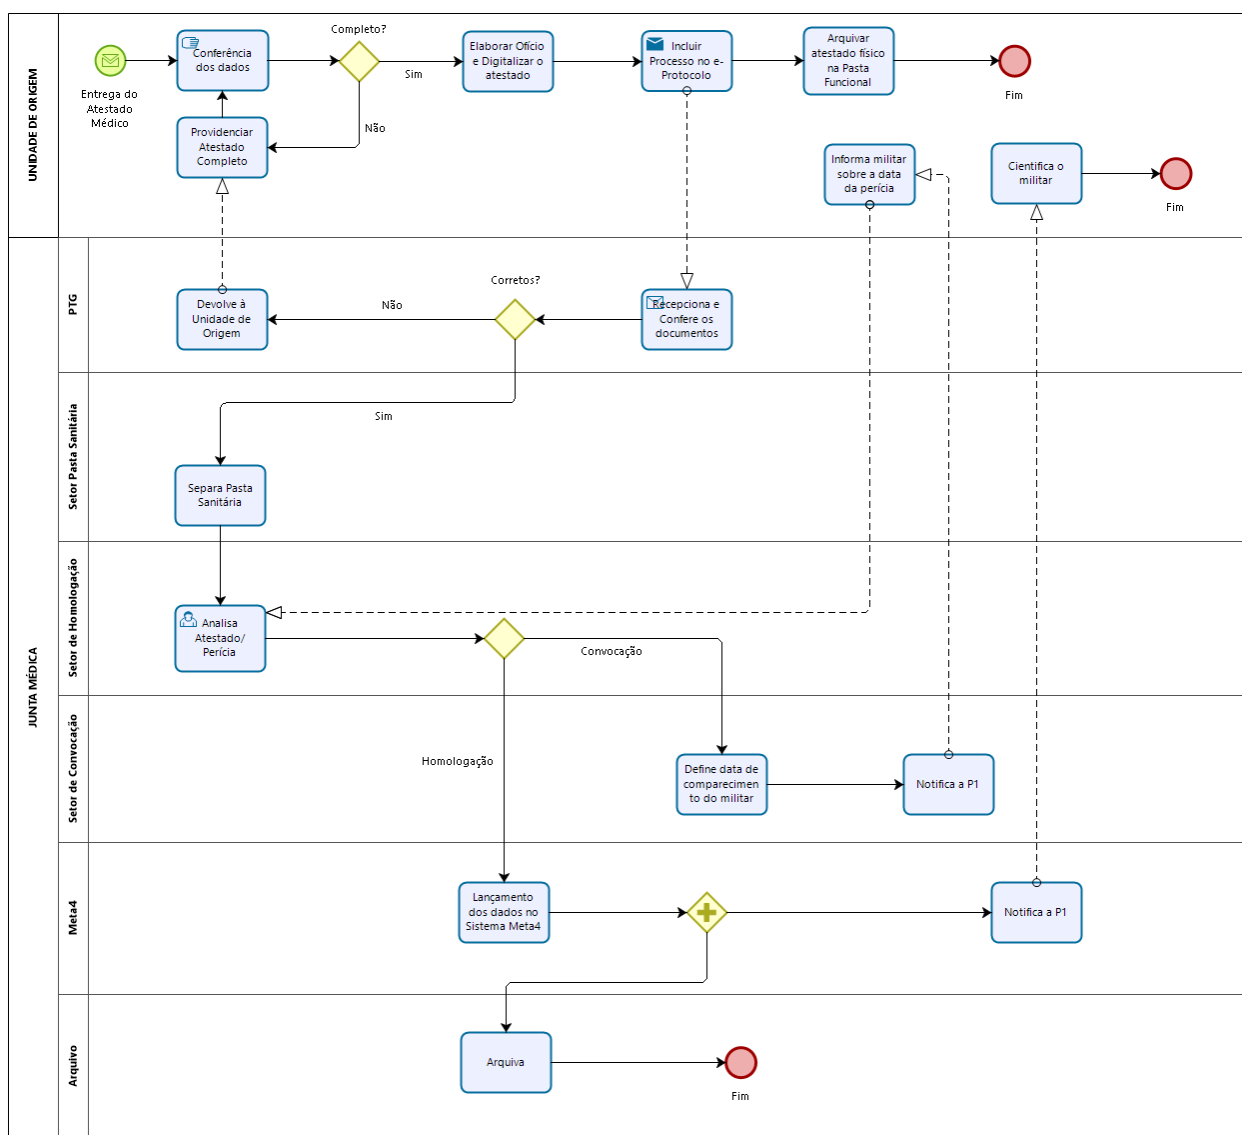 UNIDADE DE ORIGEM
Entrega do
Atestado
Médico
Conferência
dos dados
Completo?
Sim
Não
Providenciar
Atestado
Completo
Elaborar Ofício
e Digitalizar o
atestado
Incluir
Processo no e-
Protocolo
Arquivar
atestado físico
na Pasta
Funcional
Fim
Informa militar
sobre a data
da perícia
Cientifica o
militar
Fim
JUNTA MÉDICA
PTG
Devolve à
Unidade de
Origem
Não
Corretos?
Recepciona e
Confere os
documentos
Setor Pasta Sanitária
Sim
Separa Pasta
Sanitária
Setor de Homologação
Analisa
Atestado/
Perícia
Convocação
Setor de Convocação
Homologação
Define data de
comparecimen
to do militar
Notifica a P1
Meta4
Lançamento
dos dados no
Sistema Meta4
Notifica a P1
Arquivo
Arquiva
Fim